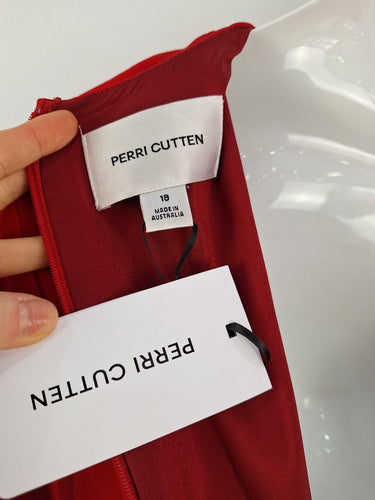 PERRI CUTTEN
18
MADE IN
AUSTRALIA
PERRI CUTTEN